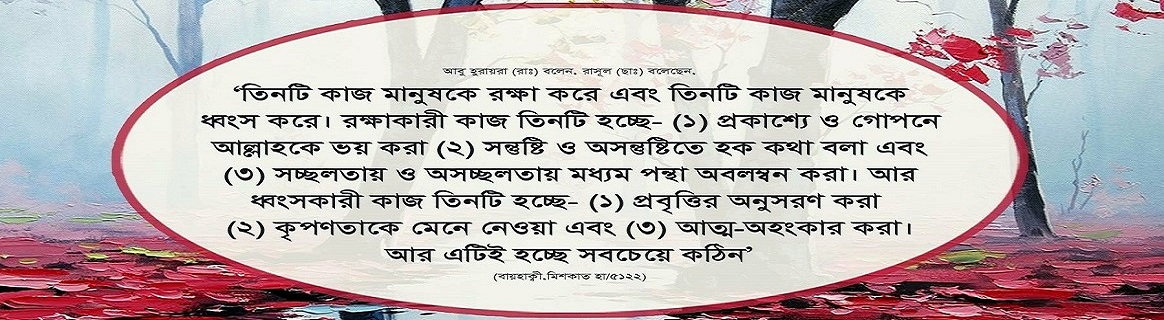 আবু হুরায়রা (রাঃ) বলেন, রাসূল (ছাঃ) বলেছেন,
‘তিনটি কাজ মানুষকে রক্ষা করে এবং তিনটি কাজ মানুষকে
ধ্বংস করে। রক্ষাকারী কাজ তিনটি হচ্ছে- (১) প্রকাশ্যে ও গোপনে
আল্লাহকে ভয় করা (২) সন্তুষ্টি ও অসন্তুষ্টিতে হক কথা বলা এবং
(৩) সচ্ছলতায় ও অসচ্ছলতায় মধ্যম পন্থা অবলম্বন করা। আর
ধ্বংসকারী কাজ তিনটি হচ্ছে- (১) প্রবৃত্তির অনুসরণ করা
(২) কৃপণতাকে মেনে নেওয়া এবং (৩) আত্ম-অহংকার করা।
আর এটিই হচ্ছে সবচেয়ে কঠিন’
(বায়হাক্বী,মিশকাত হা/৫১২২)